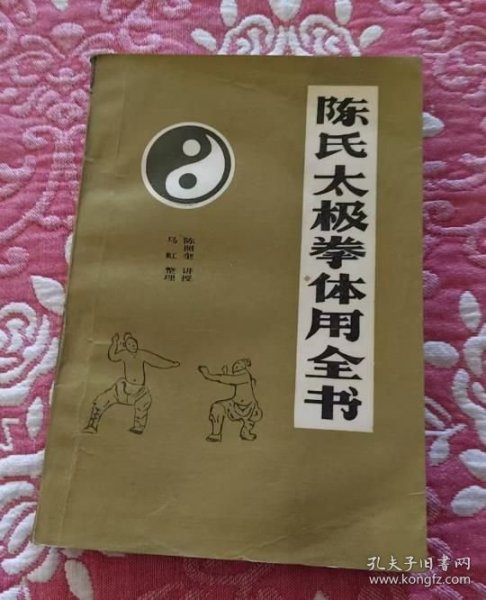 陈氏太极拳体用全书
陈照奎 讲授
马虹 整理
孔夫子旧书网
www.kongfz.com